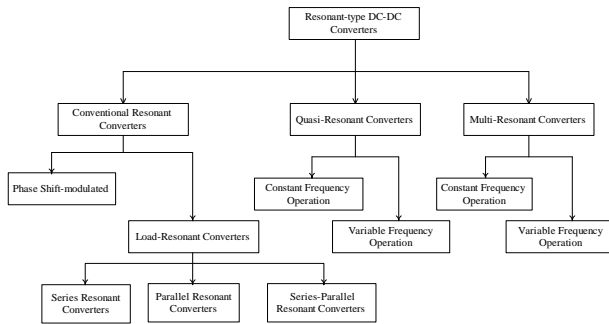 Resonant-type DC-DC
Converters
Conventional Resonant
Converters
Quasi-Resonant Converters
Multi-Resonant Converters
Phase Shift-modulated
Constant Frequency
Operation
Constant Frequency
Operation
Load-Resonant Converters
Variable Frequency
Operation
Variable Frequency
Operation
Series Resonant
Converters
Parallel Resonant
Converters
Series-Parallel
Resonant Converters